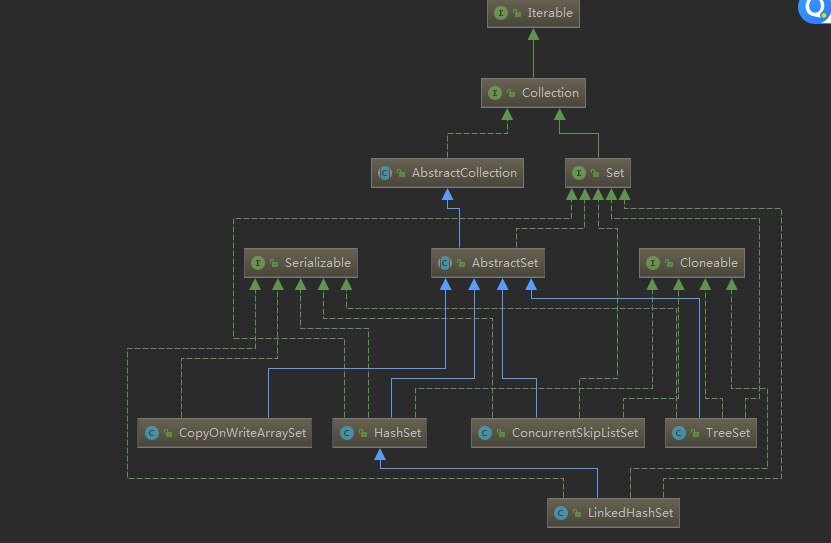 Iterable
Collection
AbstractCollection
Set
Serializable
AbstractSet
Cloneable
CopyOnWriteArraySet
HashSet
ConcurrentSkipListSet
TreeSet
LinkedHashSet